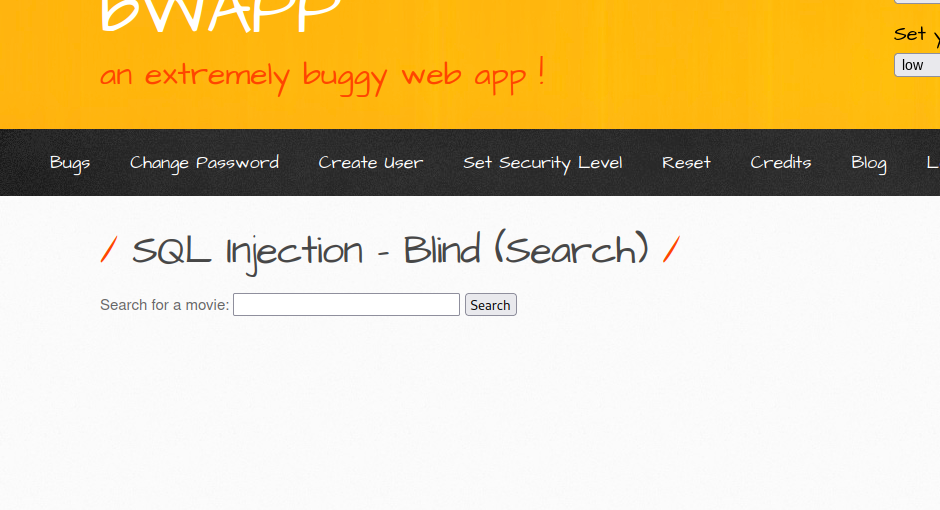 bWAPP
an extremely buggy web app !
Set
low
Bugs Change Password Create User Set Security Level Reset Credits Blog
/ SQL Injection - Blind (Search) /
Search for a movie: Search